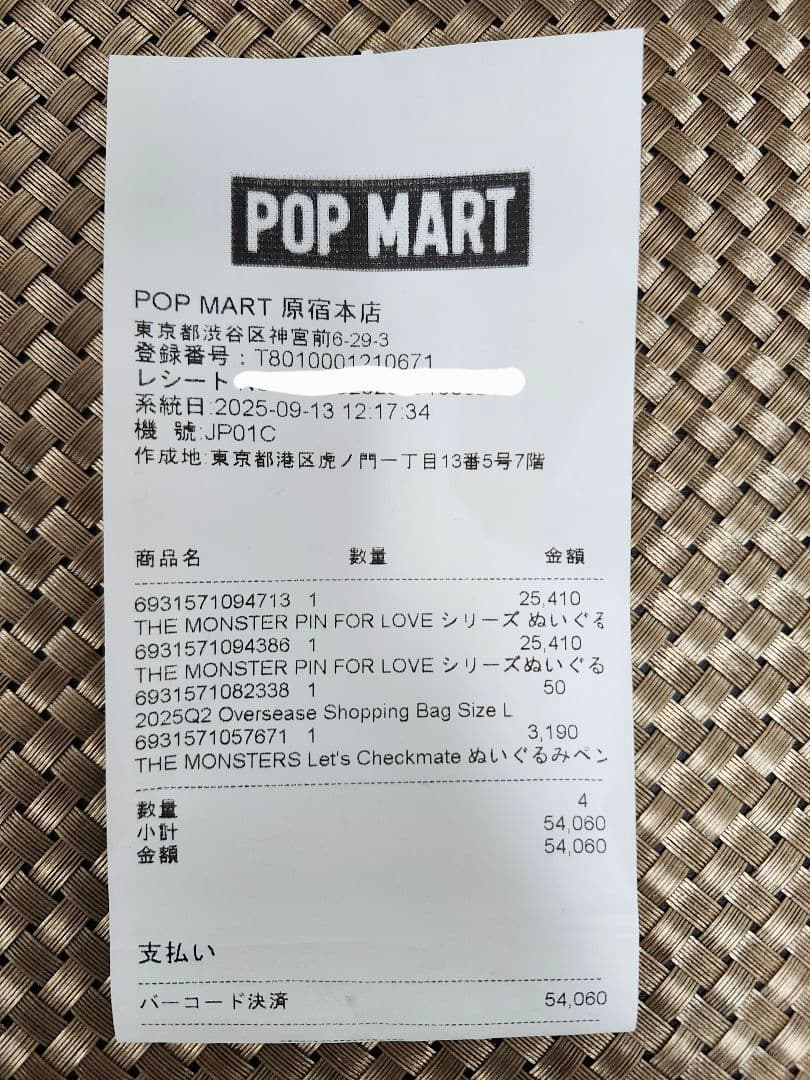 POP MART
POP MART 原宿本店
東京都渋谷区神宮前6-29-3
登録番号：T8010001210671
レシート
系統日:2025-09-13 12:17:34
機 號:JP01C
作成地:東京都港区虎ノ門一丁目13番5号7階
商品名 數量 金額
6931571094713 1 25,410
THE MONSTER PIN FOR LOVE シリーズ ぬいぐる
6931571094386 1 25,410
THE MONSTER PIN FOR LOVE シリーズぬいぐる
6931571082338 1 50
2025Q2 Oversease Shopping Bag Size L
6931571057671 1 3,190
THE MONSTERS Let's Checkmate ぬいぐるみペン
數量 4
小計 54,060
金額 54,060
支払い
バーコード決済 54,060